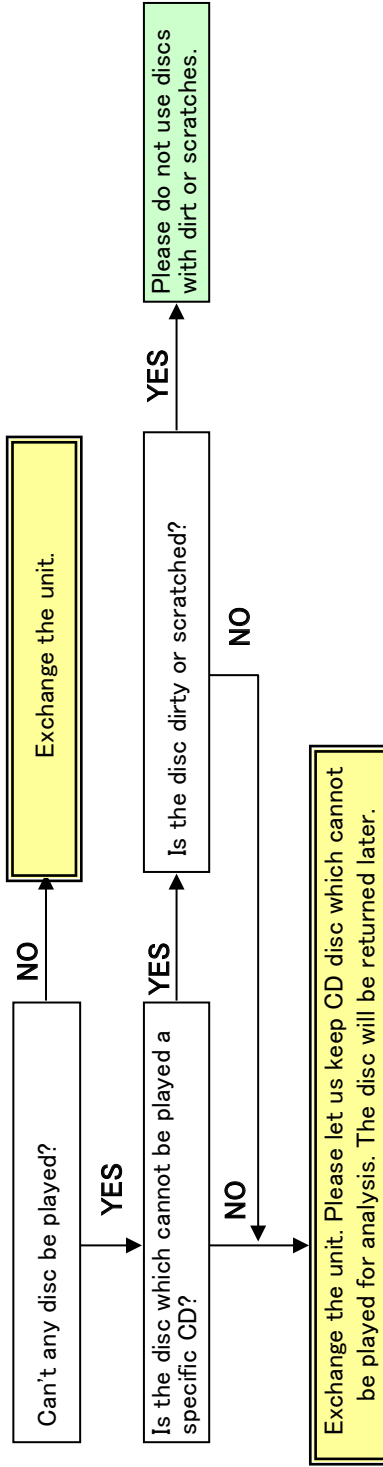 Can't any disc be played?
NO
Exchange the unit.
YES
Is the disc which cannot be played a
specific CD?
YES
Is the disc dirty or scratched?
YES
Please do not use discs
with dirt or scratches.
NO
NO
Exchange the unit. Please let us keep CD disc which cannot
be played for analysis. The disc will be returned later.